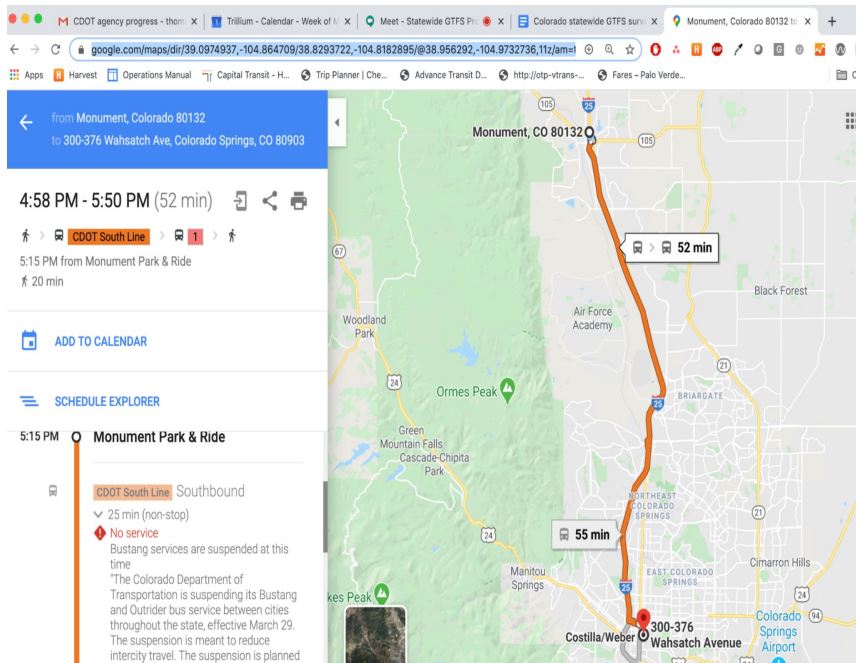 CDOT agency progress - thom
Trillium - Calendar - Week of M
Meet - Statewide GTFS Pro
Colorado statewide GTFS surv
Monument, Colorado 80132 to
google.com/maps/dir/39.0974937,-104.864709/38.8293722,-104.8182895/@38.956292,-104.9732736,11z/am=t
Apps
Harvest
Operations Manual
Capital Transit - H...
Trip Planner | Che...
Advance Transit D...
http://otp-vtrans-...
Fares – Palo Verde...
from Monument, Colorado 80132
to 300-376 Wahsatch Ave, Colorado Springs, CO 80903
4:58 PM - 5:50 PM (52 min)
CDOT South Line
1
5:15 PM from Monument Park & Ride
20 min
ADD TO CALENDAR
SCHEDULE EXPLORER
5:15 PM
Monument Park & Ride
CDOT South Line Southbound
25 min (non-stop)
No service
Bustang services are suspended at this
time
"The Colorado Department of
Transportation is suspending its Bustang
and Outrider bus service between cities
throughout the state, effective March 29.
The suspension is meant to reduce
intercity travel. The suspension is planned
105
25
Monument, CO 80132
105
67
52 min
Black Forest
Air Force
Academy
Woodland
Park
21
24
Ormes Peak
25
BRIARGATE
Green
Mountain Falls
Cascade-Chipita
Park
NORTHEAST
COLORADO
SPRINGS
21
24
55 min
Cimarron Hills
Manitou
Springs
EAST COLORADO
SPRINGS
25
24
kes Peak
Colorado
Springs
Airport
94
300-376
Wahsatch Avenue
Costilla/Weber